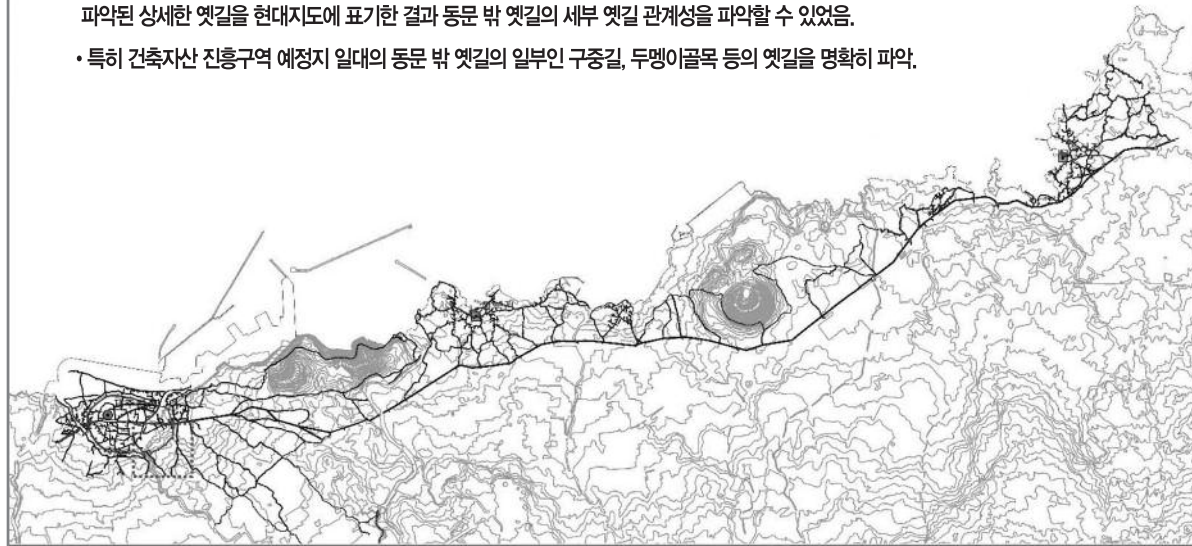 파악된 상세한 옛길을 현대지도에 표기한 결과 동문 밖 옛길의 세부 옛길 관계성을 파악할 수 있었음.
• 특히 건축자산 진흥구역 예정지 일대의 동문 밖 옛길의 일부인 구중길, 두멩이골목 등의 옛길을 명확히 파악.